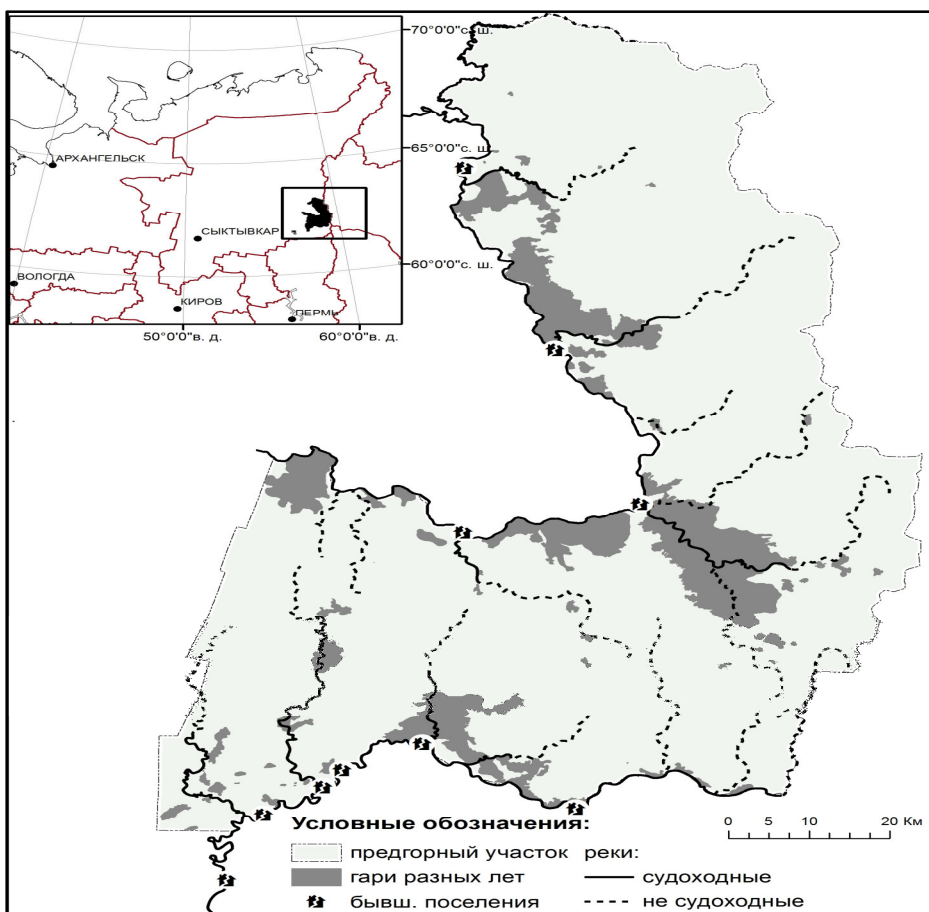 70°0'0"с. ш.
65°0'0"с. ш.
АРХАНГЕЛЬСК
СЫКТЫВКАР
60°0'0"с. ш.
ВОЛОГДА
КИРОВ
ПЕРМЬ
50°0'0"в. д.
60°0'0"в. д.
Условные обозначения:
0 5 10 20 Км
предгорный участок реки:
гари разных лет судоходные
бывш. поселения не судоходные